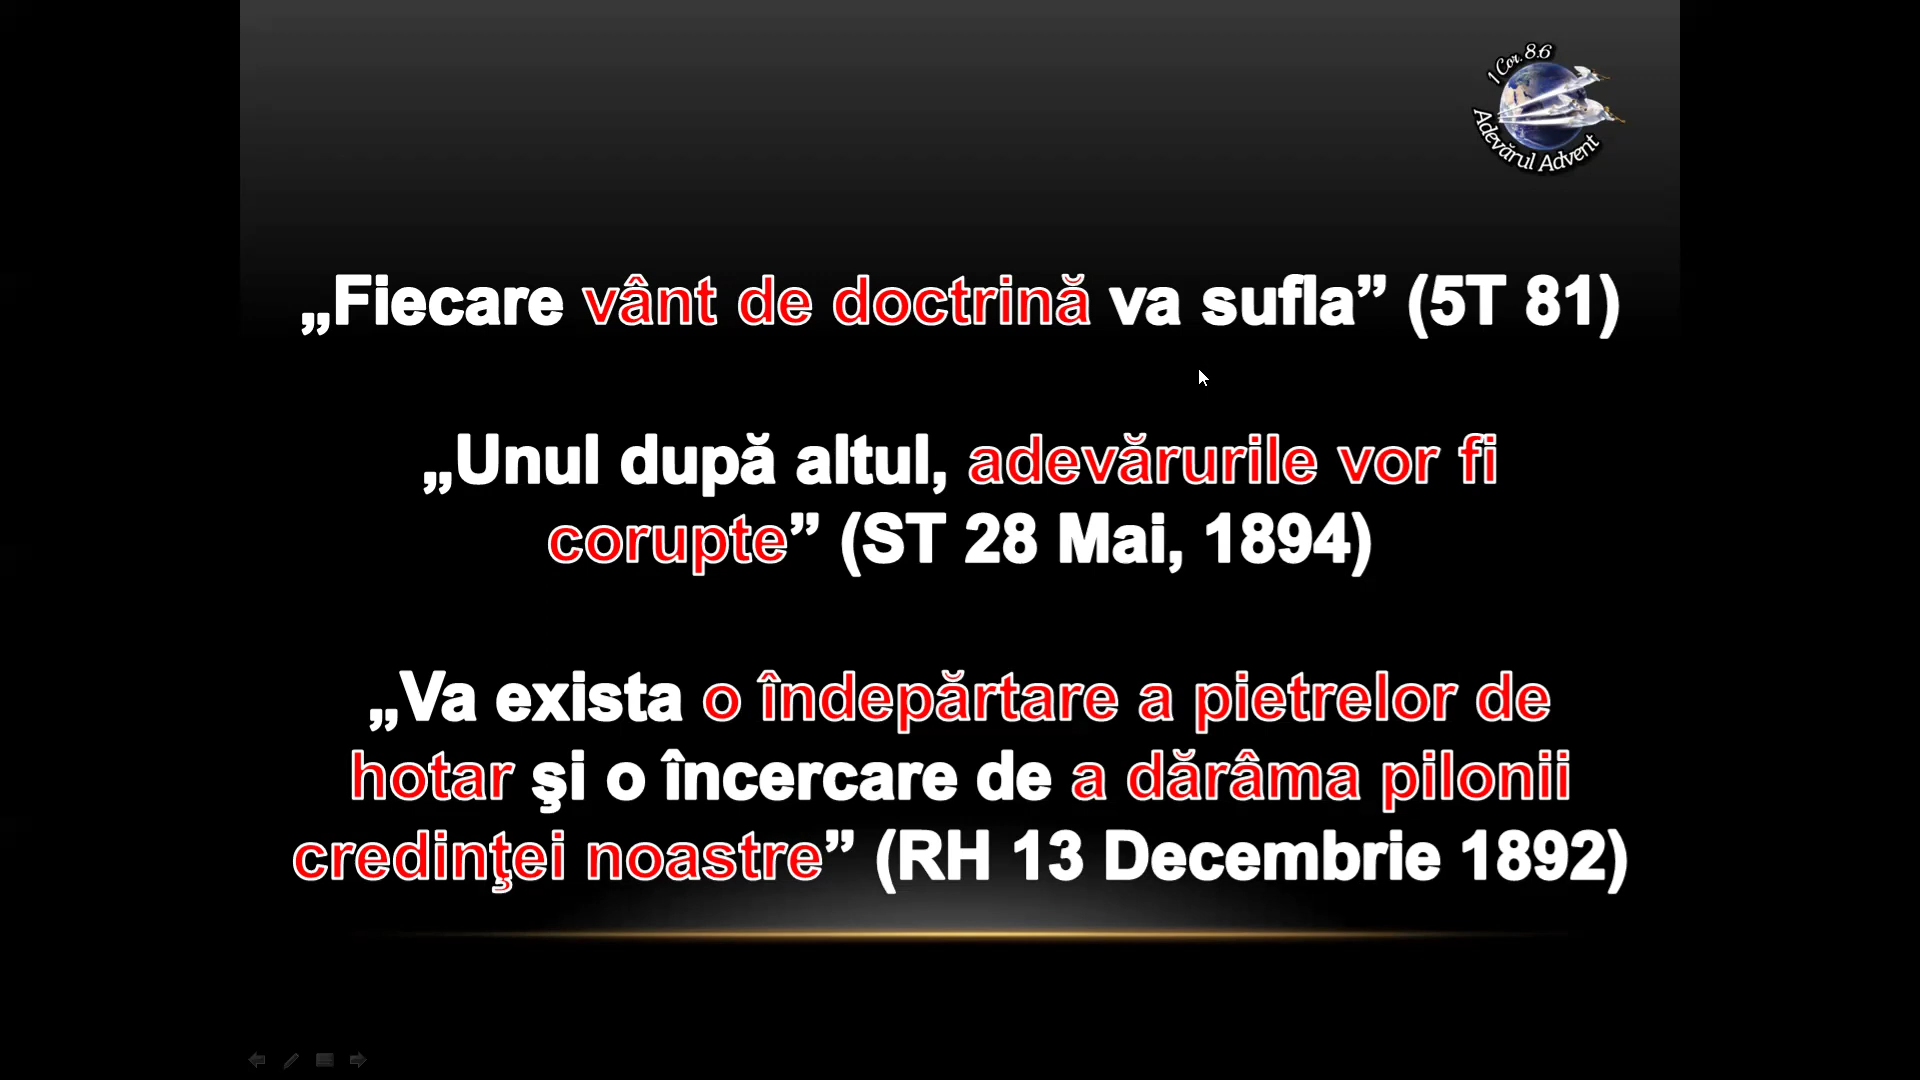 1 Cor. 8:6
Adevărul Advent
„Fiecare vânt de doctrină va sufla” (5T 81)
„Unul după altul, adevărurile vor fi
corupte” (ST 28 Mai, 1894)
„Va exista o îndepărtare a pietrelor de
hotar şi o încercare de a dărâma pilonii
credinţei noastre” (RH 13 Decembrie 1892)